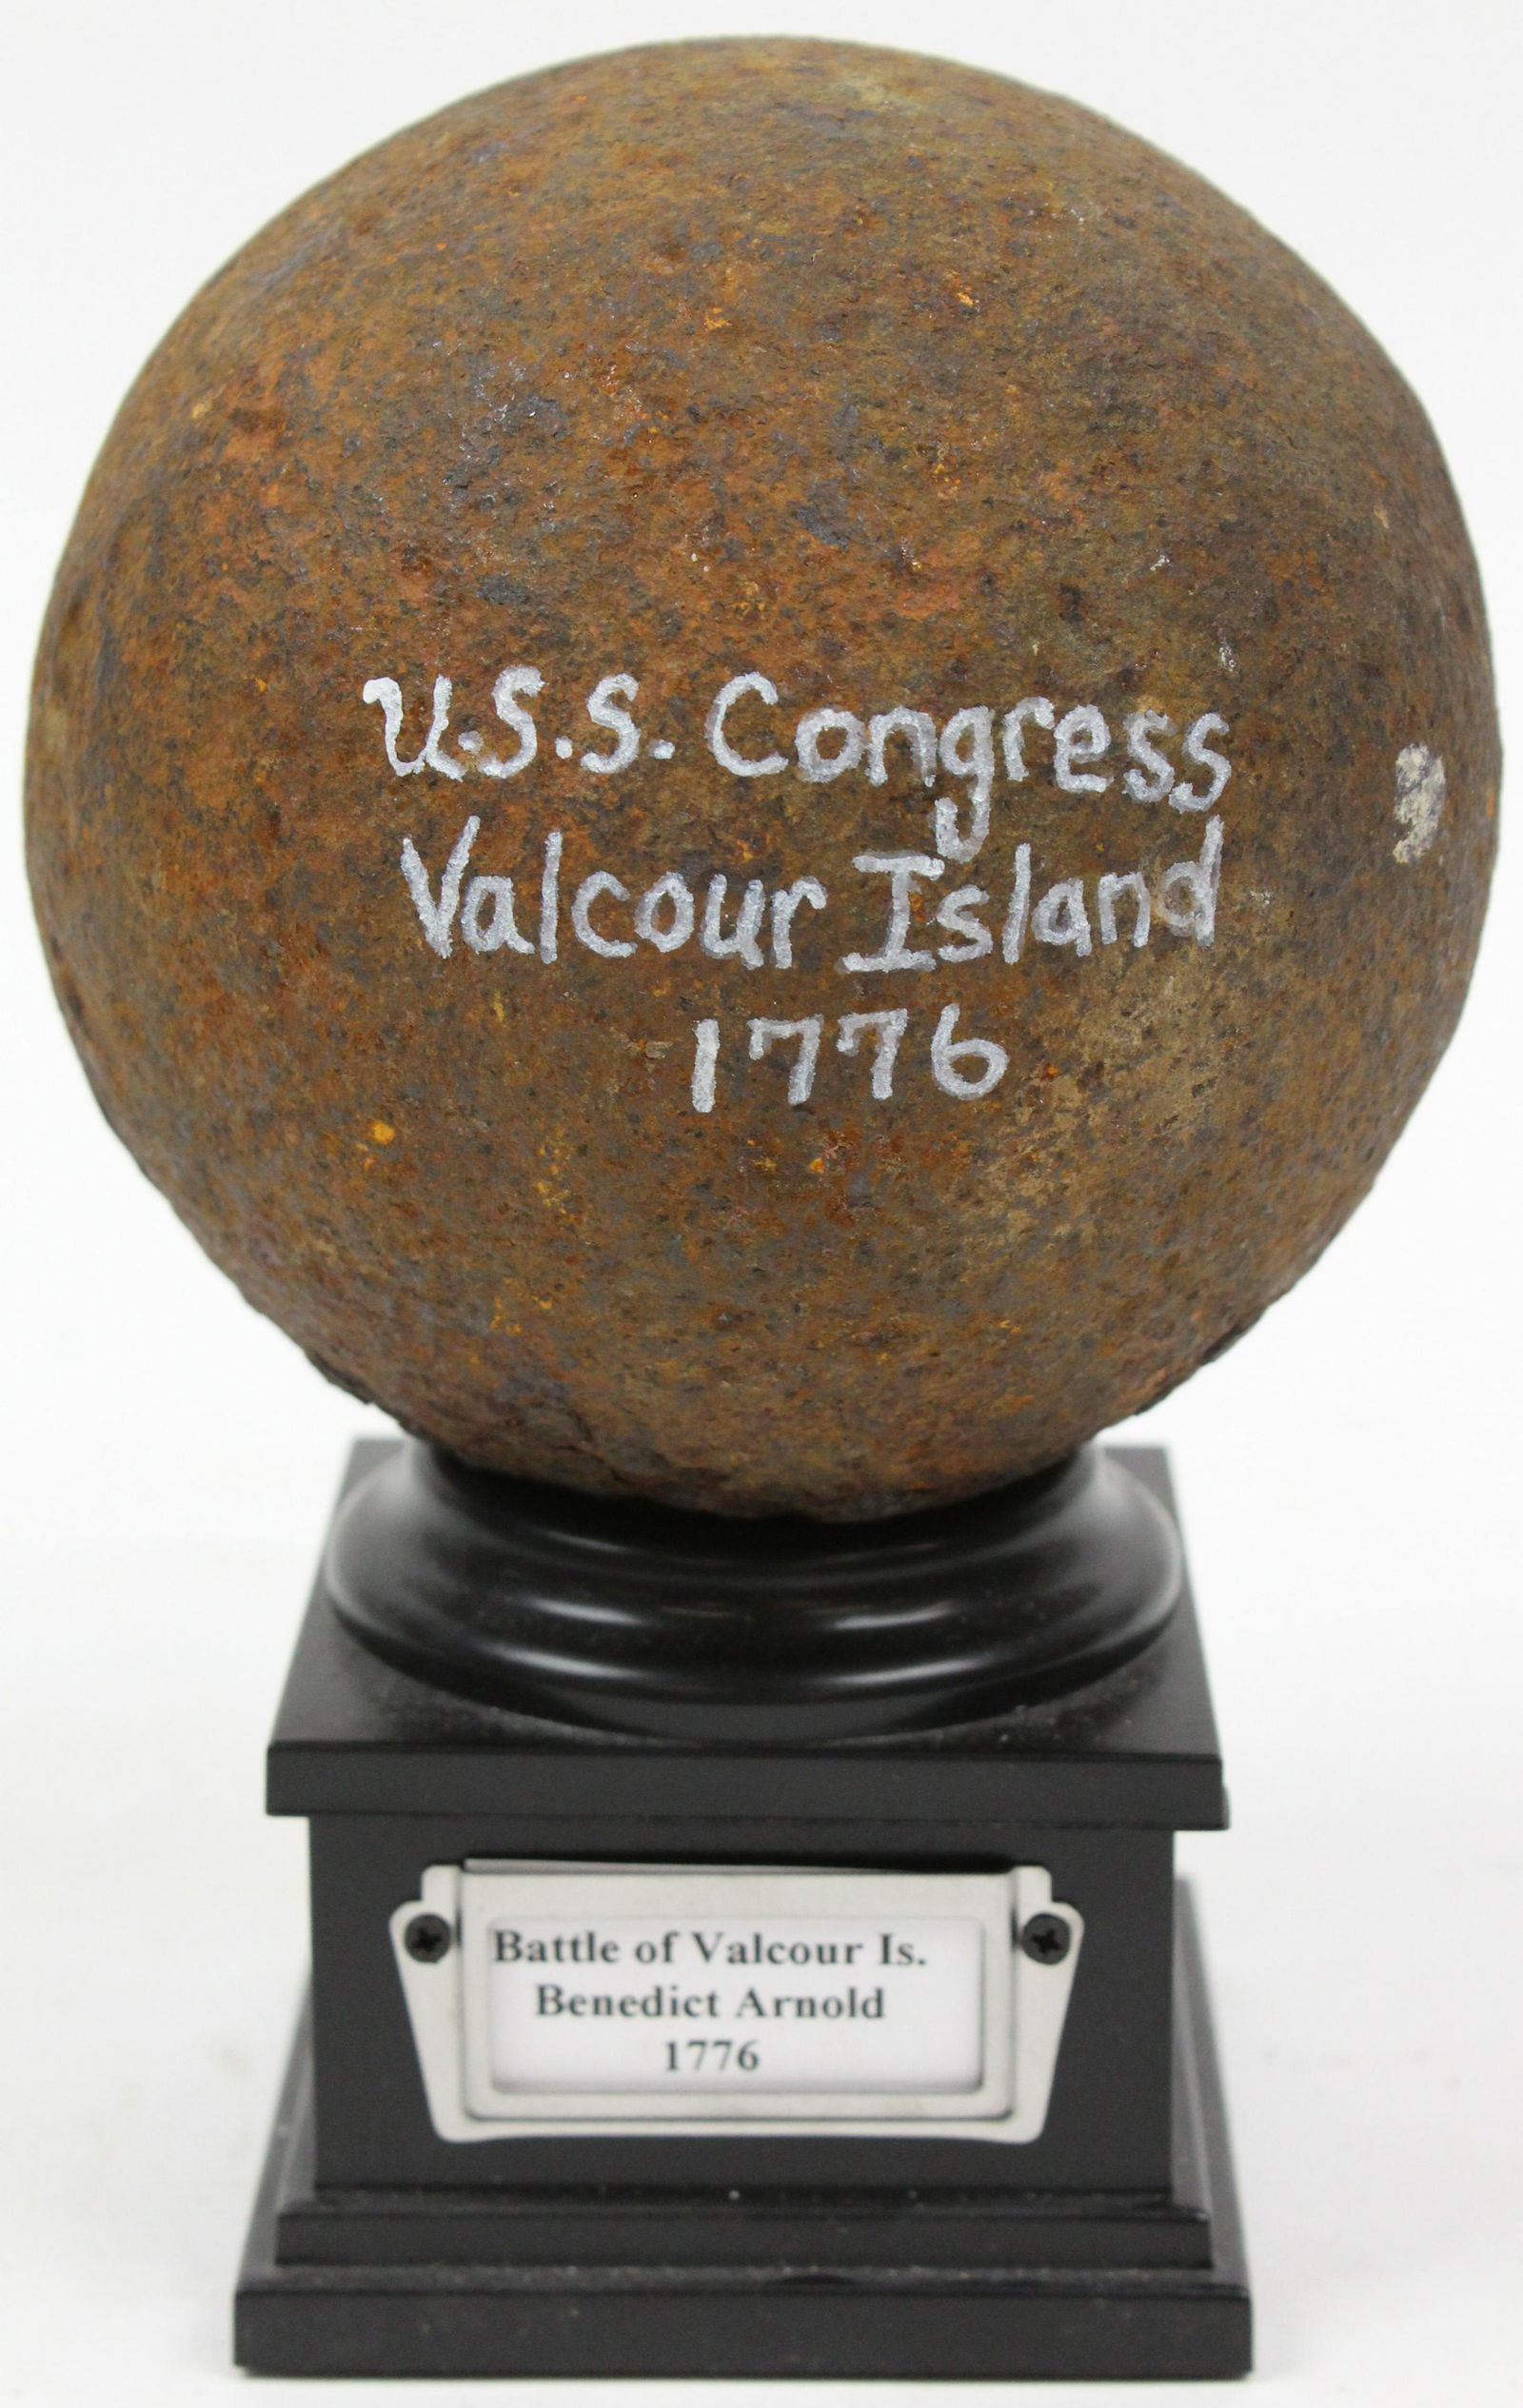 U.S.S. Congress
Valcour Island
1776
Battle of Valcour Is.
Benedict Arnold
1776